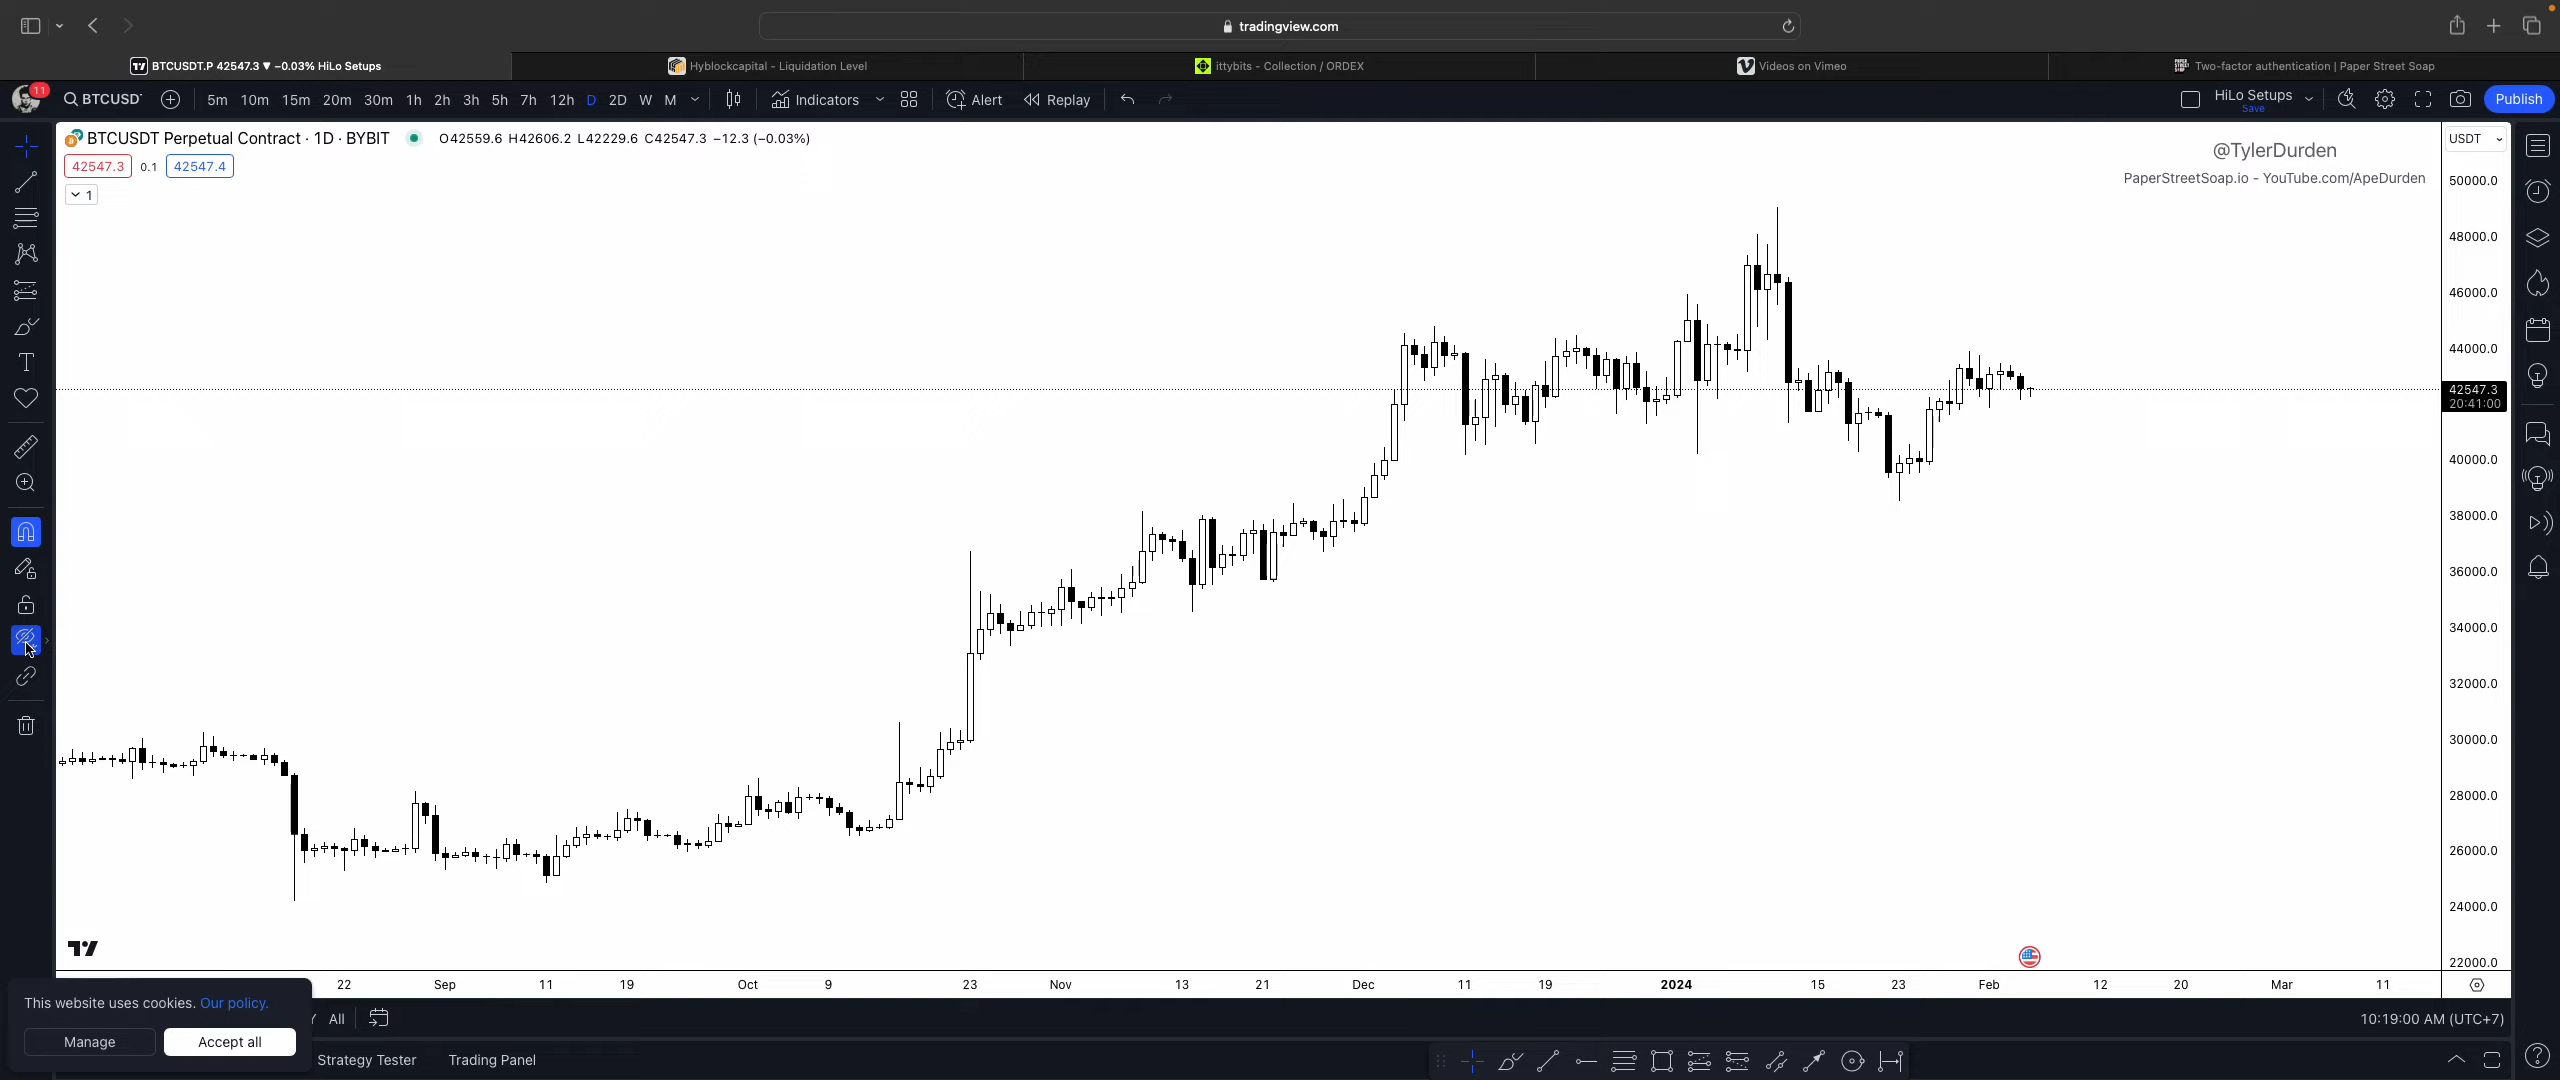 tradingview.com
BTCUSDT.P 42547.3 ▼ −0.03% HiLo Setups
Hyblockcapital - Liquidation Level
ittybits - Collection / ORDEX
Videos on Vimeo
Two-factor authentication | Paper Street Soap
11
BTCUSD
5m 10m 15m 20m 30m 1h 2h 3h 5h 7h 12h D 2D W M
Indicators
Alert
Replay
HiLo Setups
Save
Publish
BTCUSDT Perpetual Contract · 1D · BYBIT
O42559.6 H42606.2 L42229.6 C42547.3 −12.3 (−0.03%)
USDT
42547.3 0.1 42547.4
1
@TylerDurden
PaperStreetSoap.io - YouTube.com/ApeDurden
50000.0
48000.0
46000.0
44000.0
42547.3
20:41:00
40000.0
38000.0
36000.0
34000.0
32000.0
30000.0
28000.0
26000.0
24000.0
22000.0
22 Sep 11 19 Oct 9 23 Nov 13 21 Dec 11 19 2024 15 23 Feb 12 20 Mar 11
This website uses cookies. Our policy.
Manage
Accept all
All
10:19:00 AM (UTC+7)
Strategy Tester
Trading Panel